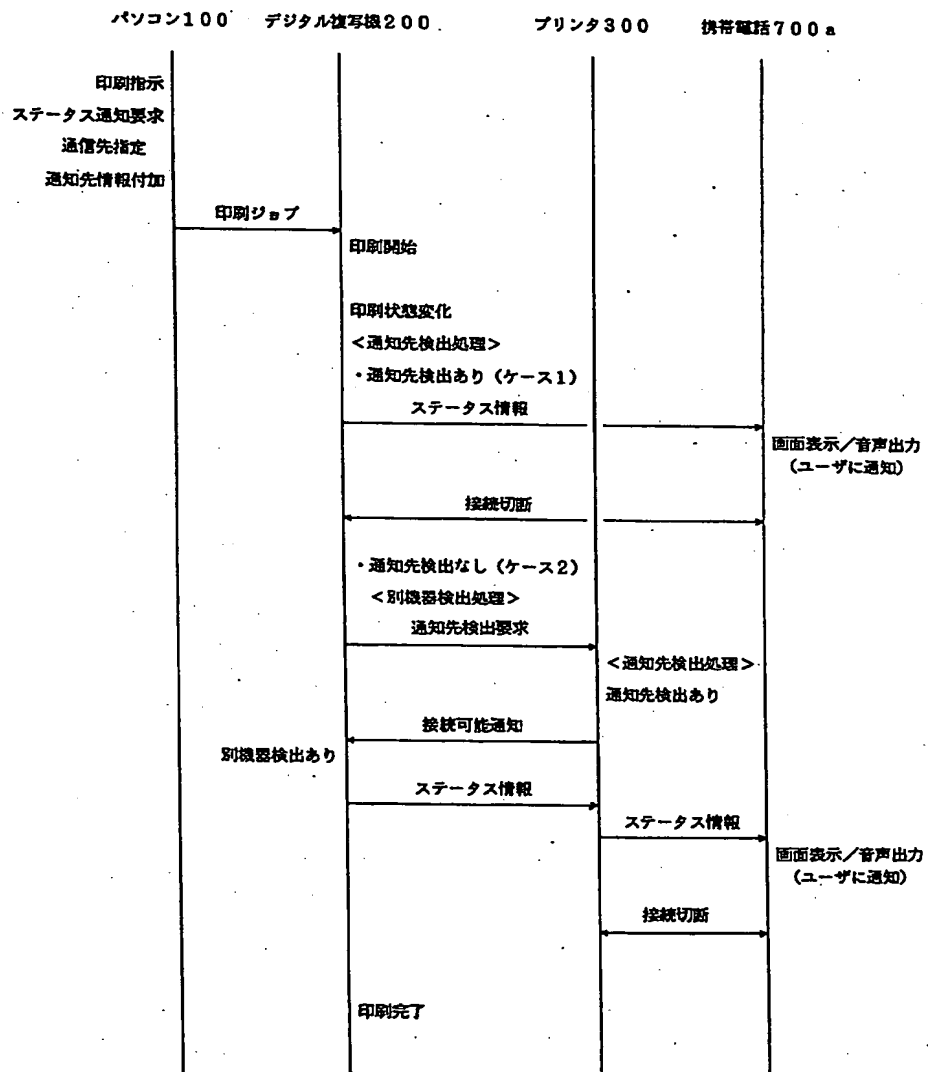 パソコン100 デジタル複写機200 プリンタ300 携帯電話700a
印刷指示
ステータス通知要求
通信先指定
通知先情報付加
印刷ジョブ
印刷開始
印刷状態変化
<通知先検出処理>
・通知先検出あり(ケース1)
ステータス情報
画面表示/音声出力
(ユーザに通知)
接続切断
・通知先検出なし(ケース2)
<別機器検出処理>
通知先検出要求
<通知先検出処理>
通知先検出あり
接続可能通知
別機器検出あり
ステータス情報
ステータス情報
画面表示/音声出力
(ユーザに通知)
接続切断
印刷完了